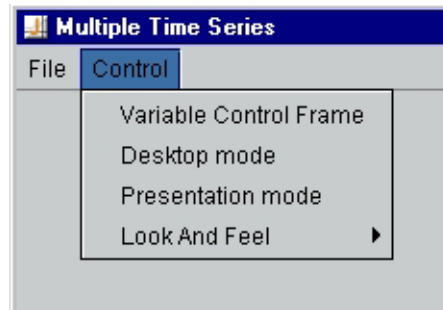 Multiple Time Series
File Control
Variable Control Frame
Desktop mode
Presentation mode
Look And Feel